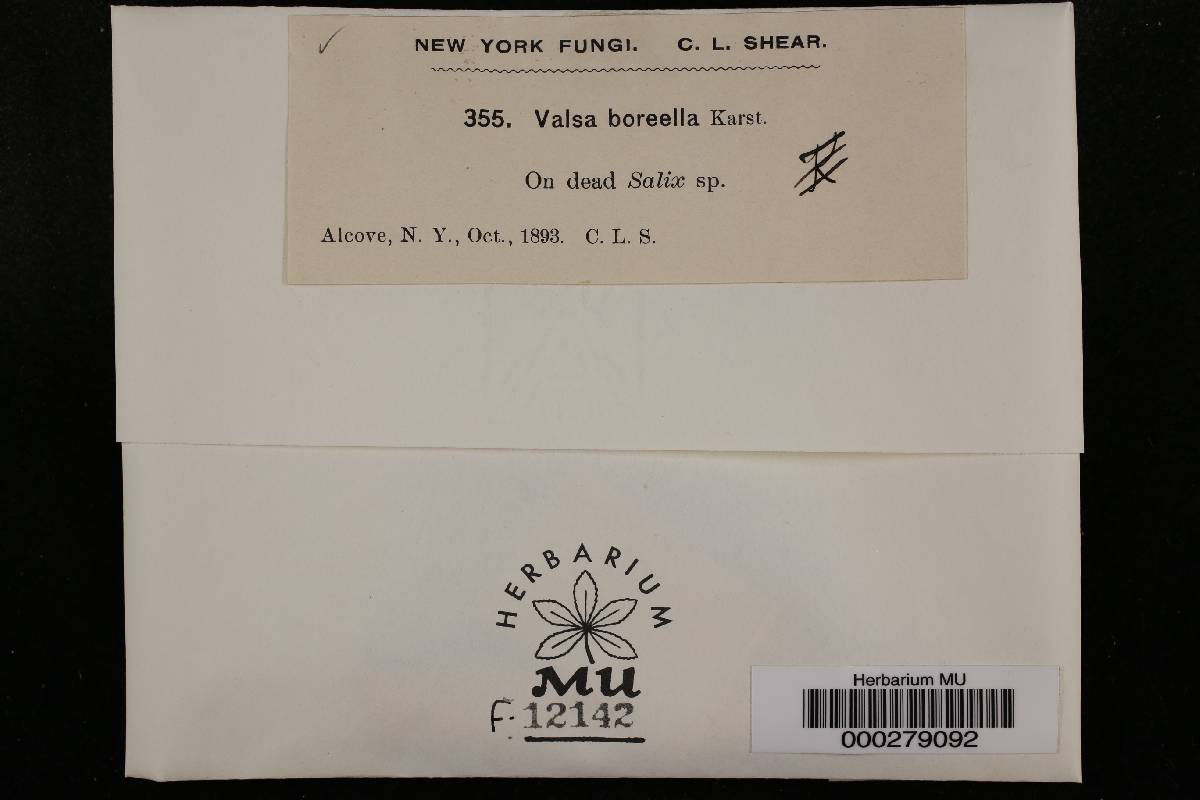 NEW YORK FUNGI. C. L. SHEAR.
355. Valsa boreella Karst.
On dead Salix sp.
Alcove, N. Y., Oct., 1893. C. L. S.
HERBARIUM
MU
F. 12142
Herbarium MU
000279092